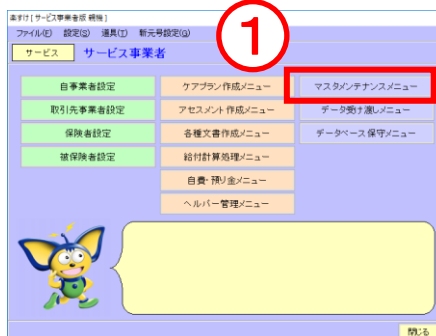 楽すけ [ サービス事業者版 親機 ]
ファイル(F) 設定(S) 道具(T) 新元号設定(G)
サービス サービス事業者
①
自事業者設定 ケアプラン作成メニュー マスタメンテナンスメニュー
取引先事業者設定 アセスメント作成メニュー データ受け渡しメニュー
保険者設定 各種文書作成メニュー データベース保守メニュー
被保険者設定 給付計算処理メニュー
自費・預り金メニュー
ヘルパー管理メニュー
閉じる